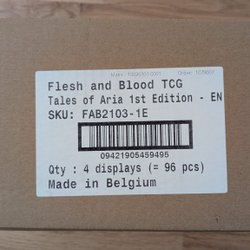 Flesh and Blood TCG
Tales of Aria 1st Edition - EN
SKU: FAB2103-1E
09421905459495
Qty : 4 displays (= 96 pcs)
Made in Belgium